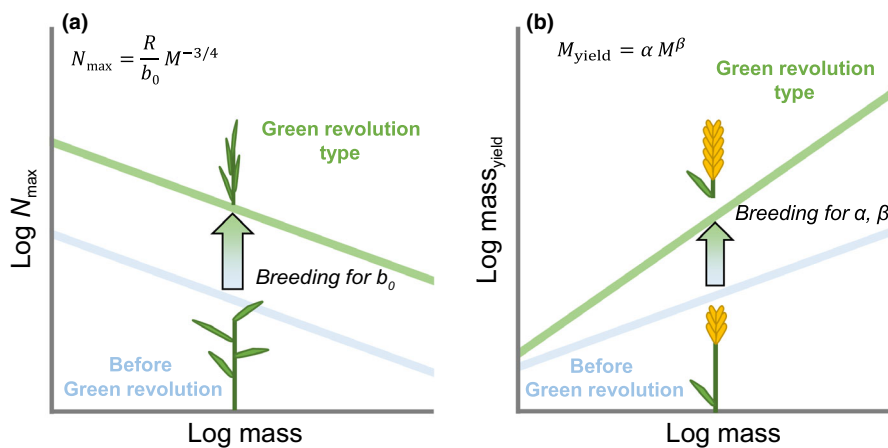 (a)
N_max = R/b_0 M^{-3/4}
Green revolution
type
Log N_max
Breeding for b_0
Before
Green revolution
Log mass
(b)
M_yield = α M^β
Green revolution
type
Log mass_yield
Breeding for α, β
Before
Green revolution
Log mass